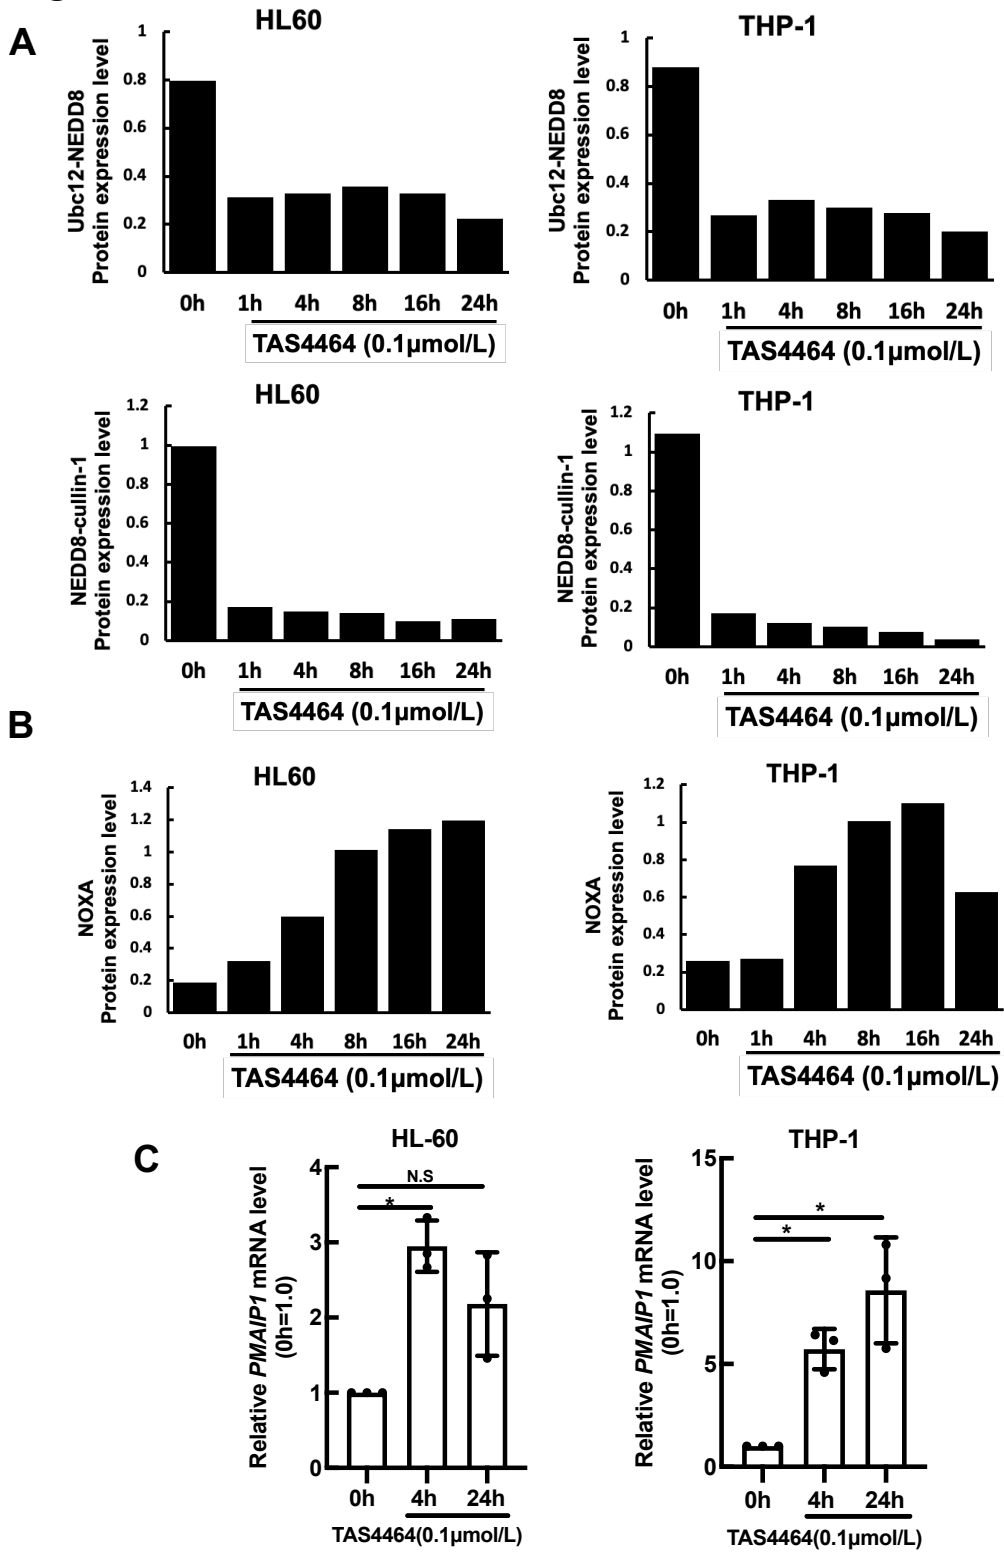 A
HL60
Ubc12-NEDD8
Protein expression level
1
0.8
0.6
0.4
0.2
0
0h 1h 4h 8h 16h 24h
TAS4464 (0.1μmol/L)
THP-1
Ubc12-NEDD8
Protein expression level
1
0.8
0.6
0.4
0.2
0
0h 1h 4h 8h 16h 24h
TAS4464 (0.1μmol/L)
HL60
NEDD8-cullin-1
Protein expression level
1.2
1
0.8
0.6
0.4
0.2
0
0h 1h 4h 8h 16h 24h
TAS4464 (0.1μmol/L)
THP-1
NEDD8-cullin-1
Protein expression level
1.2
1
0.8
0.6
0.4
0.2
0
0h 1h 4h 8h 16h 24h
TAS4464 (0.1μmol/L)
B
HL60
NOXA
Protein expression level
1.4
1.2
1
0.8
0.6
0.4
0.2
0
0h 1h 4h 8h 16h 24h
TAS4464 (0.1μmol/L)
THP-1
NOXA
Protein expression level
1.2
1
0.8
0.6
0.4
0.2
0
0h 1h 4h 8h 16h 24h
TAS4464 (0.1μmol/L)
C
HL-60
Relative PMAIP1 mRNA level
(0h=1.0)
4
3
2
1
0
N.S
*
0h 4h 24h
TAS4464(0.1μmol/L)
THP-1
Relative PMAIP1 mRNA level
(0h=1.0)
15
10
5
0
*
*
0h 4h 24h
TAS4464(0.1μmol/L)